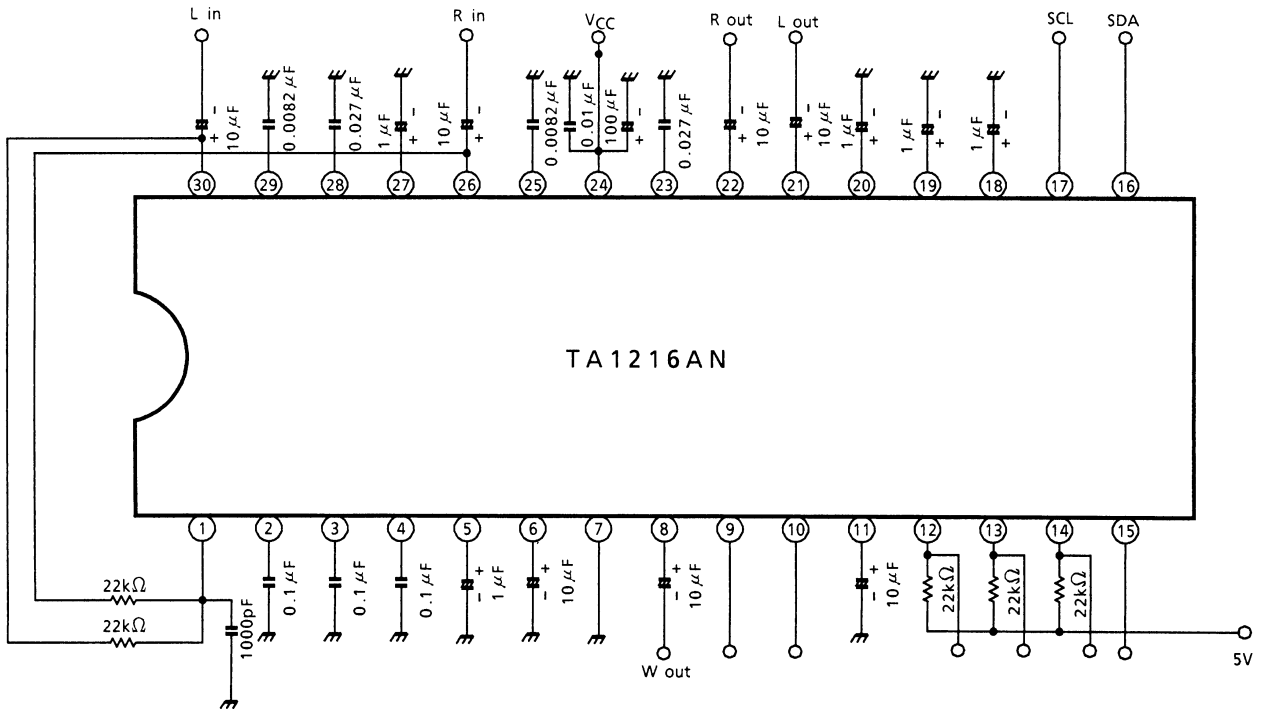 L in
R in
VCC
R out
L out
SCL
SDA
- + 10μF
0.0082μF
0.027μF
1μF - +
10μF - +
0.0082μF
0.01μF
100μF - +
0.027μF
- + 10μF
- + 10μF
1μF - +
1μF - +
1μF - +
30 29 28 27 26 25 24 23 22 21 20 19 18 17 16
TA1216AN
1 2 3 4 5 6 7 8 9 10 11 12 13 14 15
22kΩ
22kΩ
1000pF
0.1μF
0.1μF
0.1μF
+ - 1μF
+ - 10μF
+ - 10μF
+ - 10μF
22kΩ
22kΩ
22kΩ
W out
5V